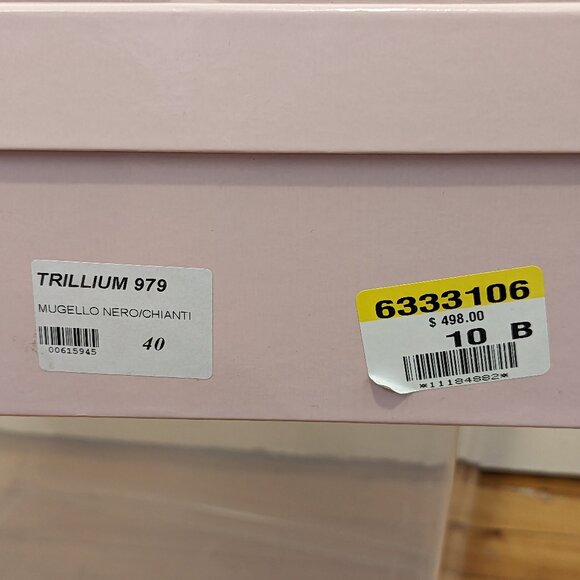 TRILLIUM 979
MUGELLO NERO/CHIANTI
00615945
40
6333106
$ 498.00
10 B
*11184882*